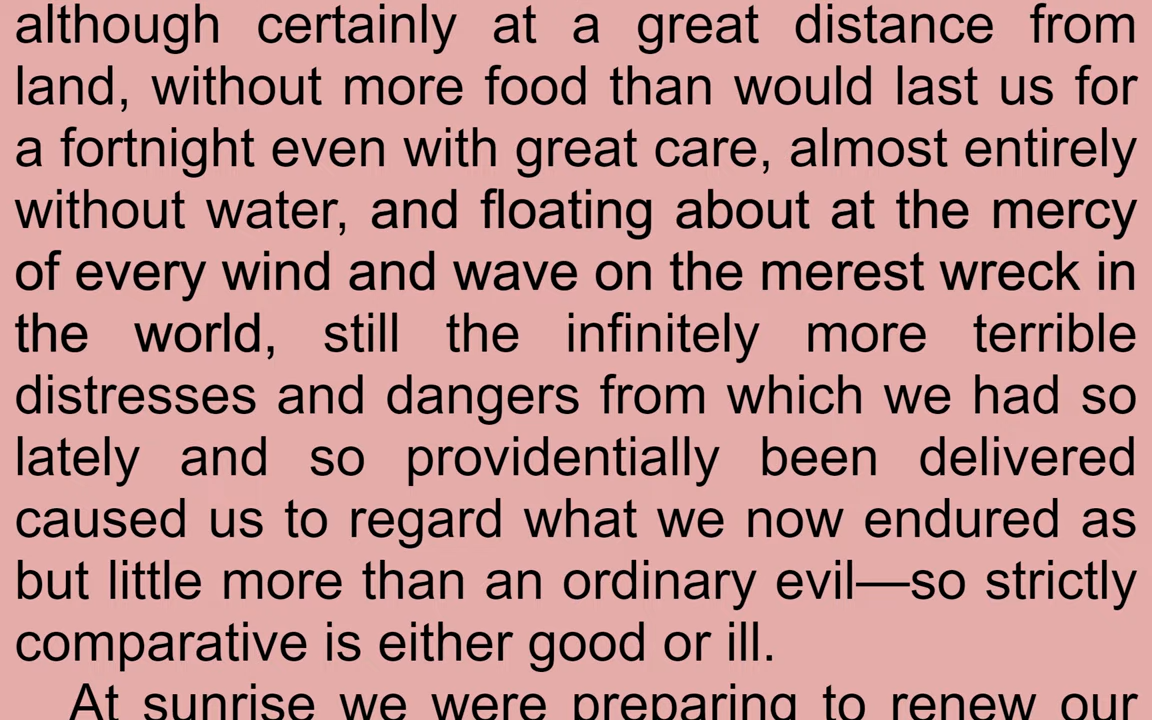 although certainly at a great distance from
land, without more food than would last us for
a fortnight even with great care, almost entirely
without water, and floating about at the mercy
of every wind and wave on the merest wreck in
the world, still the infinitely more terrible
distresses and dangers from which we had so
lately and so providentially been delivered
caused us to regard what we now endured as
but little more than an ordinary evil—so strictly
comparative is either good or ill.
At sunrise we were preparing to renew our